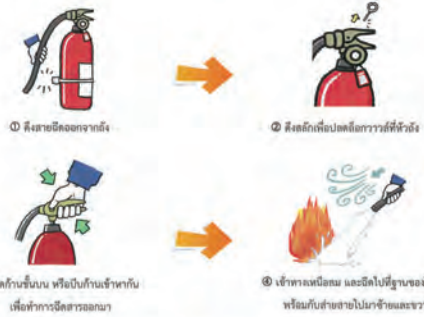 ① ดึงสายฉีดออกจากถัง
② ดึงสลักเพื่อปลดล็อกวาวล์ที่หัวถัง
ก้านชั้นบน หรือบีบก้านเข้าหากัน
เพื่อทำการฉีดสารออกมา
④ เข้าทางเหนือลม และฉีดไปที่ฐานของ
พร้อมกับส่ายสายไปมาซ้ายและขวา